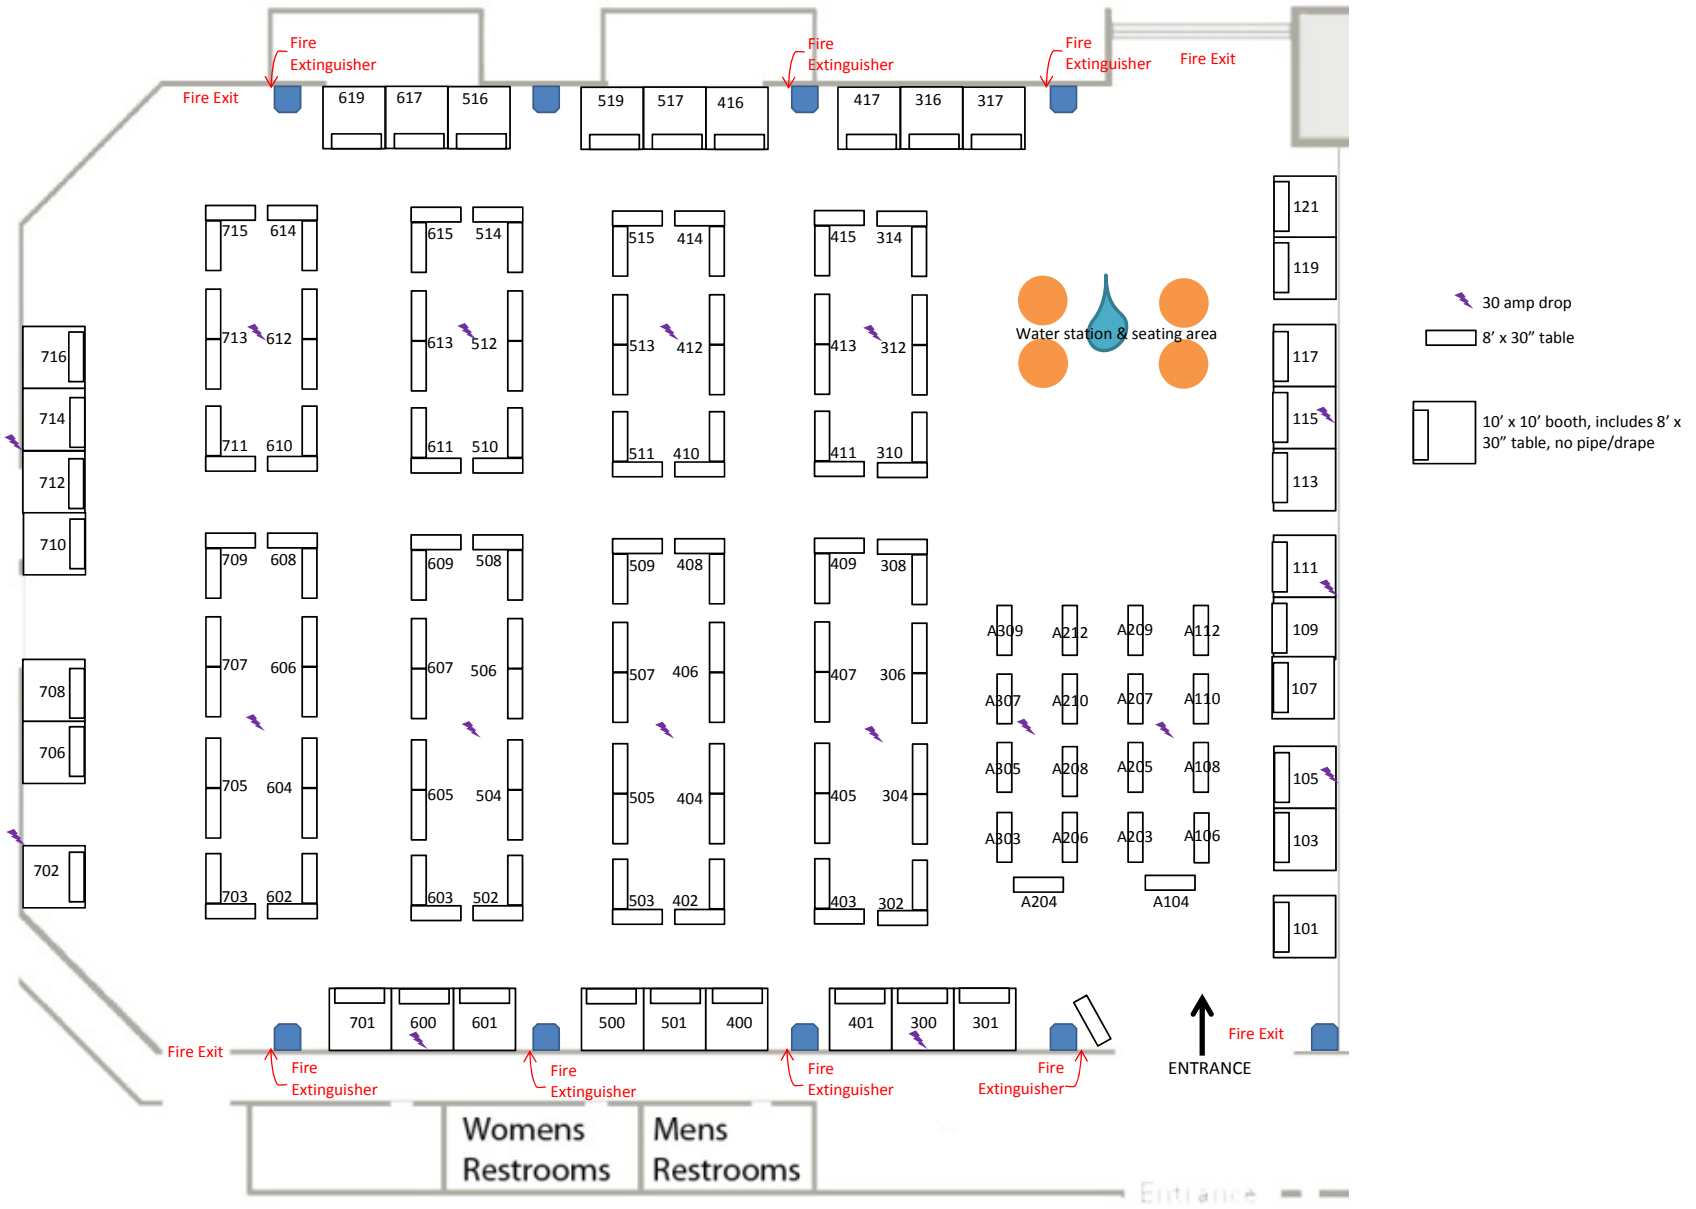 Fire
Extinguisher
Fire
Extinguisher
Fire
Extinguisher
Fire Exit
Fire Exit
619 617 516
519 517 416
417 316 317
121
119
117
115
113
111
109
107
105
103
101
715 614
615 514
515 414
415 314
713 612
613 512
513 412
413 312
711 610
611 510
511 410
411 310
Water station & seating area
30 amp drop
8’ x 30” table
10’ x 10’ booth, includes 8’ x
30” table, no pipe/drape
716
714
712
710
708
706
702
709 608
609 508
509 408
409 308
707 606
607 506
507 406
407 306
705 604
605 504
505 404
405 304
703 602
603 502
503 402
403 302
A309 A212 A209 A112
A307 A210 A207 A110
A305 A208 A205 A108
A303 A206 A203 A106
A204 A104
701 600 601
500 501 400
401 300 301
Fire Exit
Fire Exit
ENTRANCE
Fire
Extinguisher
Fire
Extinguisher
Fire
Extinguisher
Fire
Extinguisher
Womens
Restrooms
Mens
Restrooms
Entrance